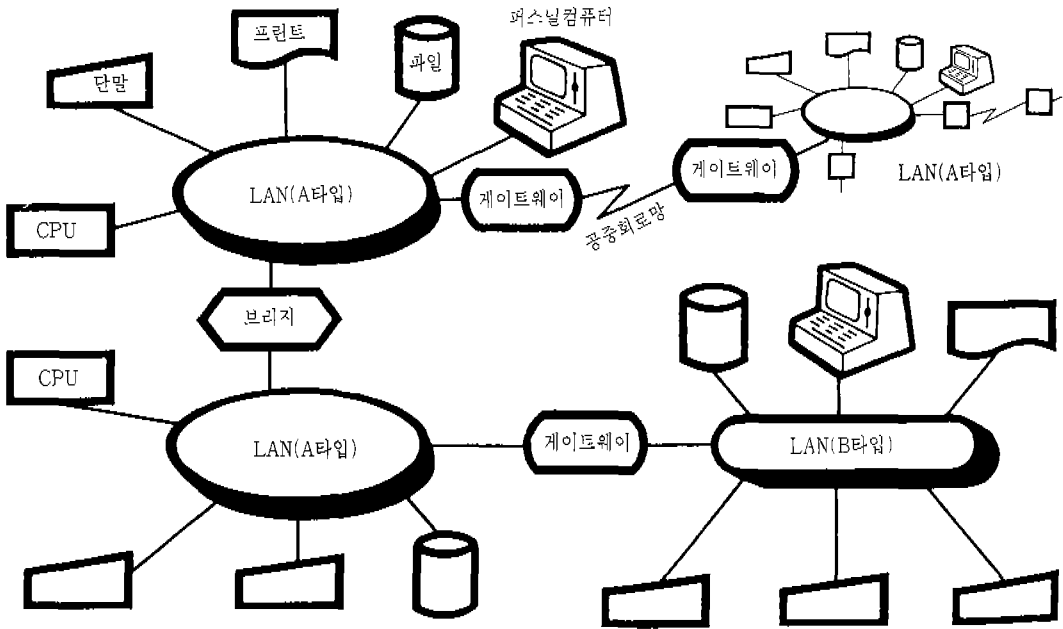 퍼스널컴퓨터
프린트
파일
단말
LAN(A타입)
게이트웨이
게이트웨이
LAN(A타입)
공중회로망
CPU
브리지
CPU
LAN(A타입)
게이트웨이
LAN(B타입)